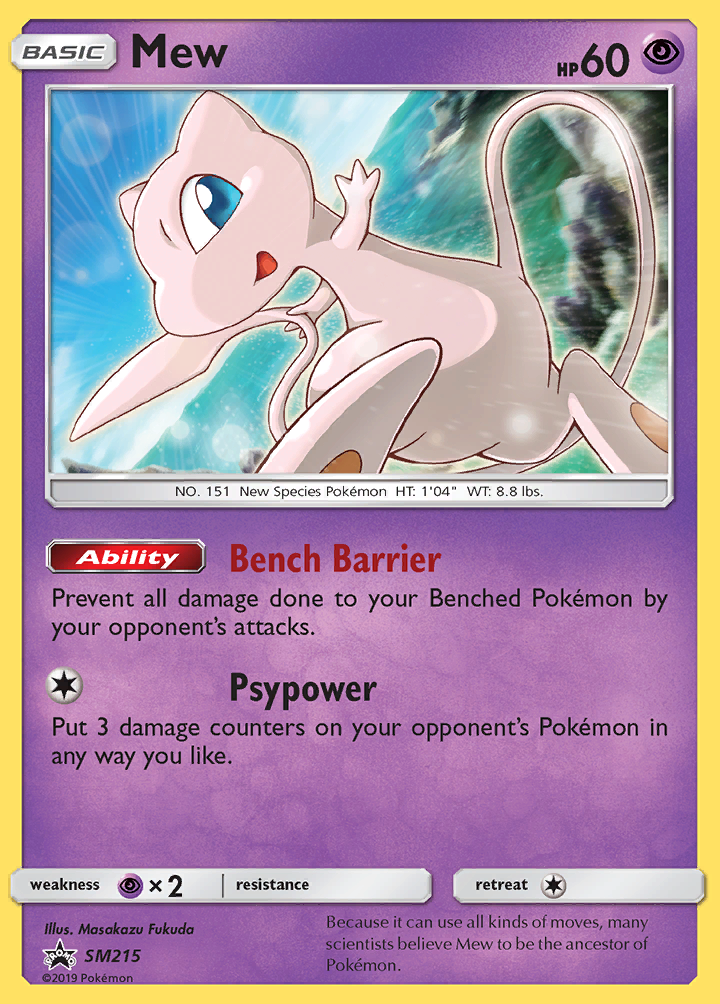 BASIC Mew HP60
NO. 151 New Species Pokémon HT: 1'04" WT: 8.8 lbs.
Ability Bench Barrier
Prevent all damage done to your Benched Pokémon by
your opponent's attacks.
Psypower
Put 3 damage counters on your opponent's Pokémon in
any way you like.
weakness ×2 resistance retreat
Illus. Masakazu Fukuda
PROMO SM215
©2019 Pokémon
Because it can use all kinds of moves, many
scientists believe Mew to be the ancestor of
Pokémon.